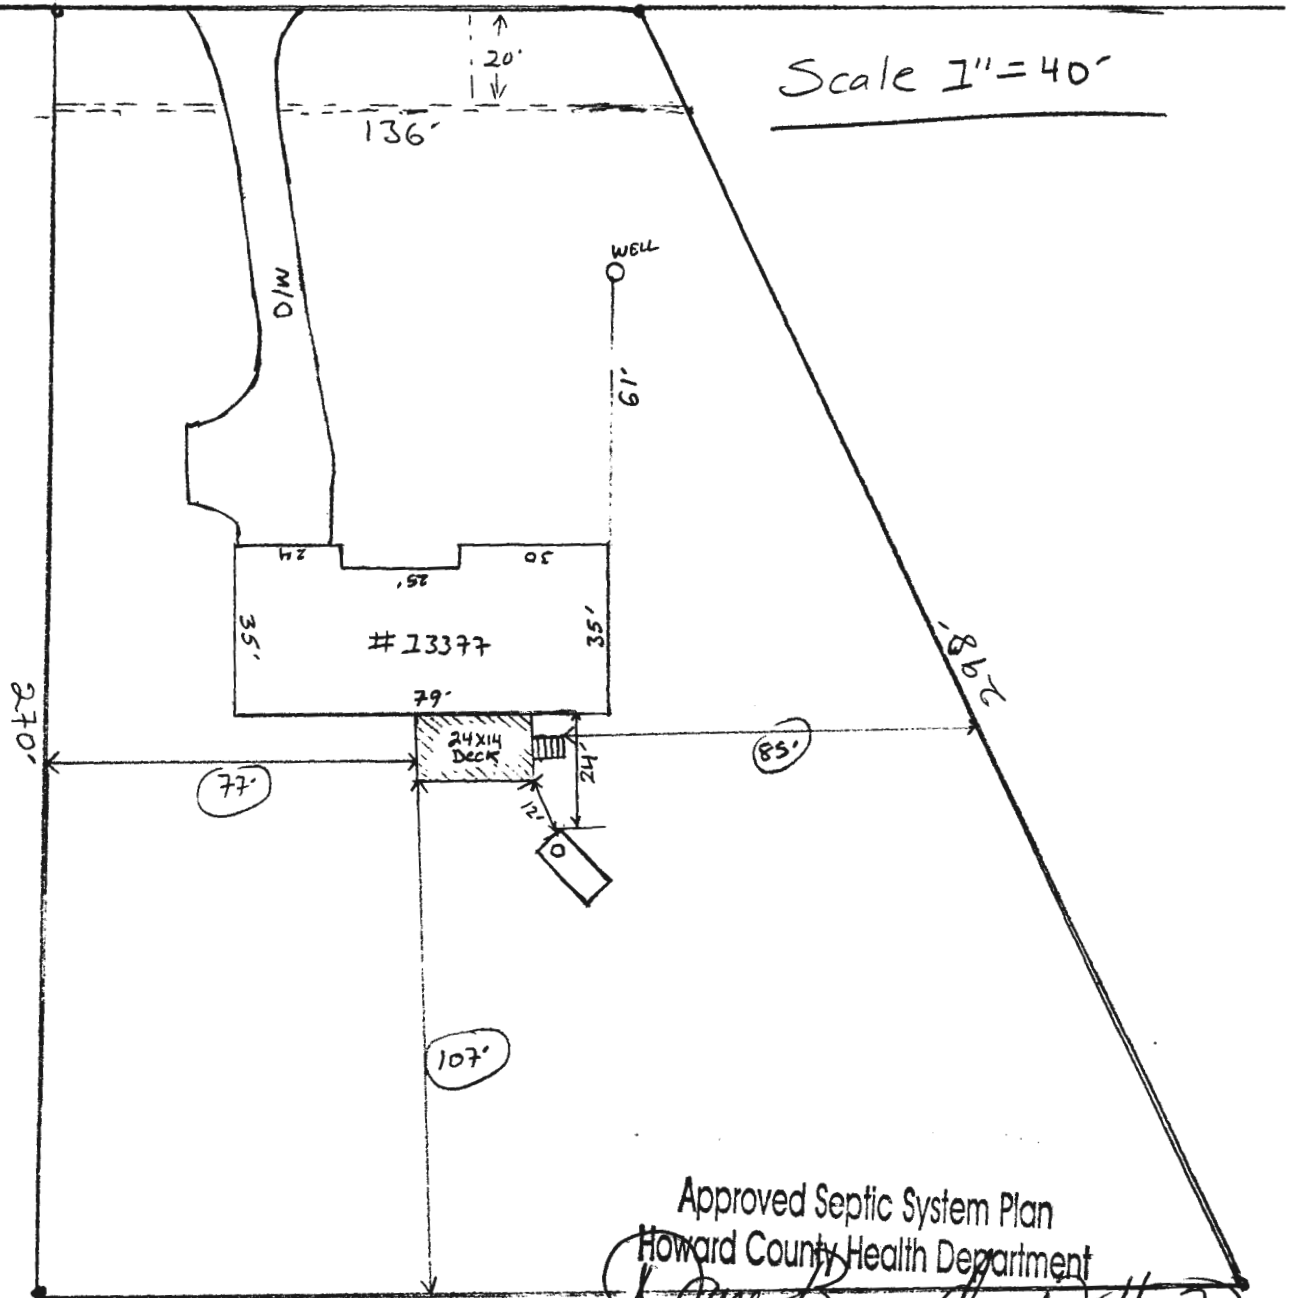 20'
Scale 1"=40'
136'
WELL
D/W
61'
24
30
25'
35'
# 13377
35'
298'
270'
79'
24X14
Deck
24'
85'
77'
12'
107'
Approved Septic System Plan
Howard County Health Department